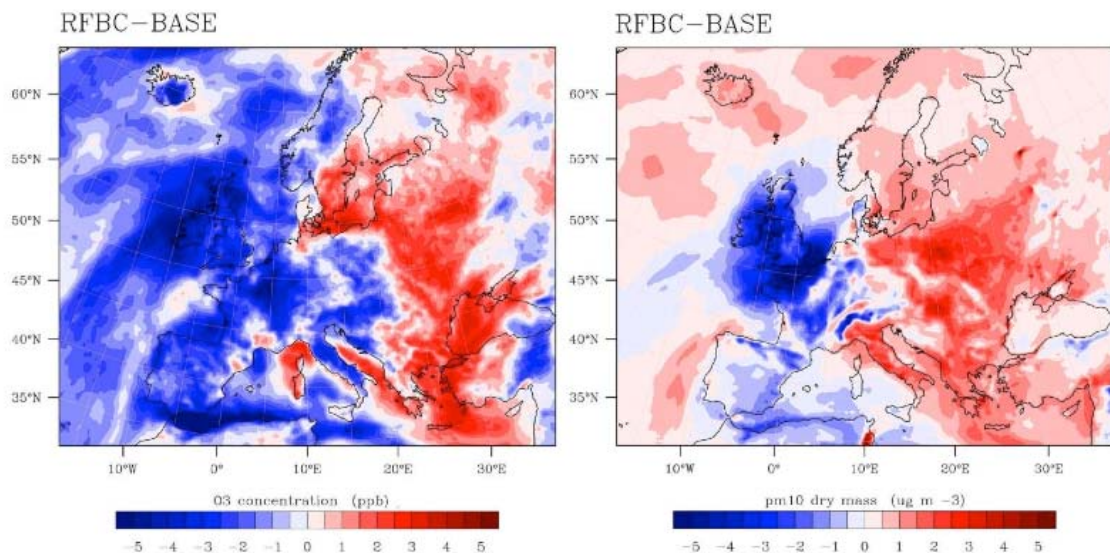 RFBC-BASE
60°N
55°N
50°N
45°N
40°N
35°N
10°W 0° 10°E 20°E 30°E
O3 concentration (ppb)
-5 -4 -3 -2 -1 0 1 2 3 4 5
RFBC-BASE
60°N
55°N
50°N
45°N
40°N
35°N
10°W 0° 10°E 20°E 30°E
pm10 dry mass (ug m -3)
-5 -4 -3 -2 -1 0 1 2 3 4 5